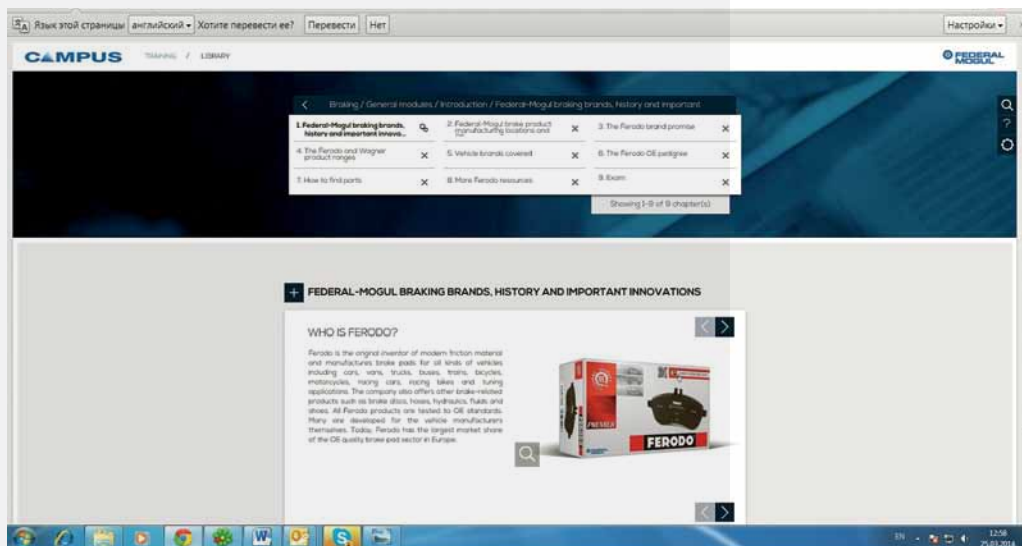 Язык этой страницы английский Хотите перевести ее? Перевести Нет Настройки
CAMPUS TRAINING / LIBRARY FEDERAL MOGUL
Braking / General modules / Introduction / Federal-Mogul braking brands, history and important
1. Federal-Mogul braking brands, history and important innova...
2. Federal-Mogul brake product manufacturing locations and
3. The Ferodo brand promise
4. The Ferodo and Wagner product ranges
5. Vehicle brands covered
6. The Ferodo OE pedigree
7. How to find parts
8. More Ferodo resources
9. Exam
Showing 1-9 of 9 chapter(s)
FEDERAL-MOGUL BRAKING BRANDS, HISTORY AND IMPORTANT INNOVATIONS
WHO IS FERODO?
Ferodo is the original inventor of modern friction material
and manufactures brake pads for all kinds of vehicles
including cars, vans, trucks, buses, trains, bicycles,
motorcycles, racing cars, racing bikes and tuning
applications. The company also offers other brake-related
products such as brake discs, hoses, hydraulics, fluids and
shoes. All Ferodo products are tested to OE standards.
Many are developed for the vehicle manufacturers
themselves. Today, Ferodo has the largest market share
of the OE quality brake pad sector in Europe.
PREMIER
FERODO
EN
12:58
25.03.2014